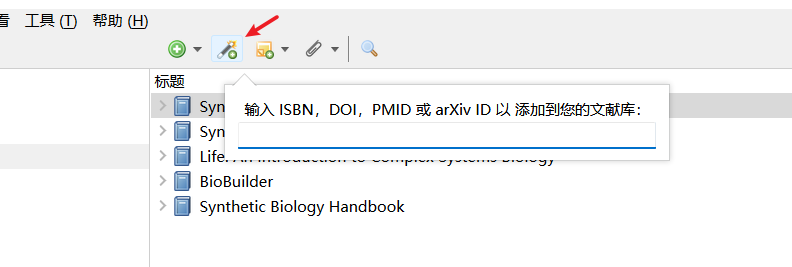 看 工具 (T) 帮助 (H)
标题
Syn
输入 ISBN，DOI，PMID 或 arXiv ID 以 添加到您的文献库：
Syn
Life: An Introduction to Complex Systems Biology
BioBuilder
Synthetic Biology Handbook